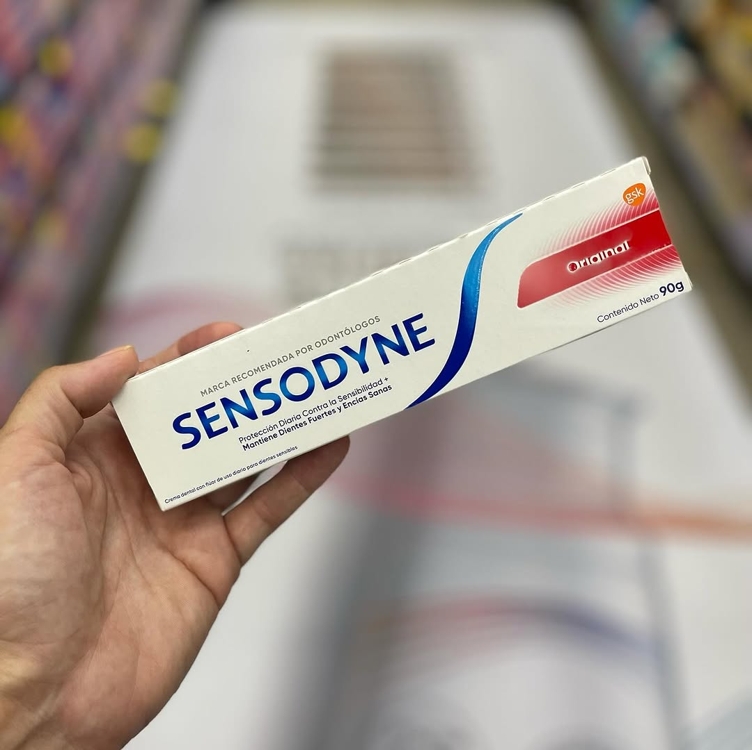 MARCA RECOMENDADA POR ODONTÓLOGOS
SENSODYNE
Protección Diaria Contra la Sensibilidad +
Mantiene Dientes Fuertes y Encías Sanas
Crema dental con flúor de uso diario para dientes sensibles
gsk
Original
Contenido Neto 90g